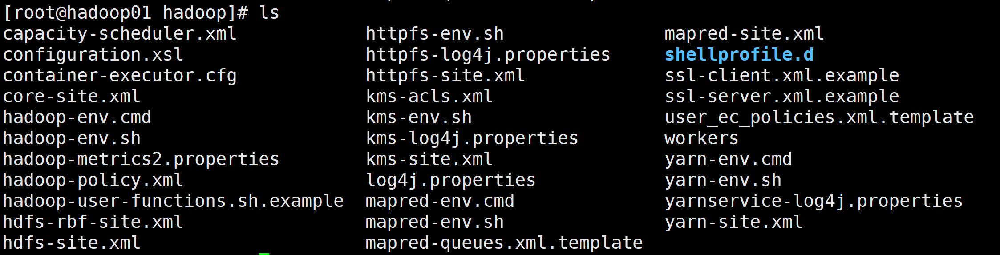 [root@hadoop01 hadoop]# ls
capacity-scheduler.xml httpfs-env.sh mapred-site.xml
configuration.xsl httpfs-log4j.properties shellprofile.d
container-executor.cfg httpfs-site.xml ssl-client.xml.example
core-site.xml kms-acls.xml ssl-server.xml.example
hadoop-env.cmd kms-env.sh user_ec_policies.xml.template
hadoop-env.sh kms-log4j.properties workers
hadoop-metrics2.properties kms-site.xml yarn-env.cmd
hadoop-policy.xml log4j.properties yarn-env.sh
hadoop-user-functions.sh.example mapred-env.cmd yarnservice-log4j.properties
hdfs-rbf-site.xml mapred-env.sh yarn-site.xml
hdfs-site.xml mapred-queues.xml.template